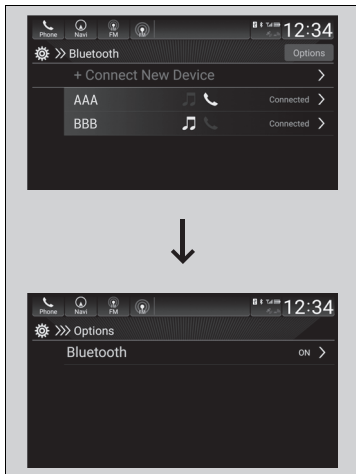 Phone Navi FM
12:34
Bluetooth Options
+ Connect New Device
AAA Connected
BBB Connected
Phone Navi FM
12:34
Options
Bluetooth ON